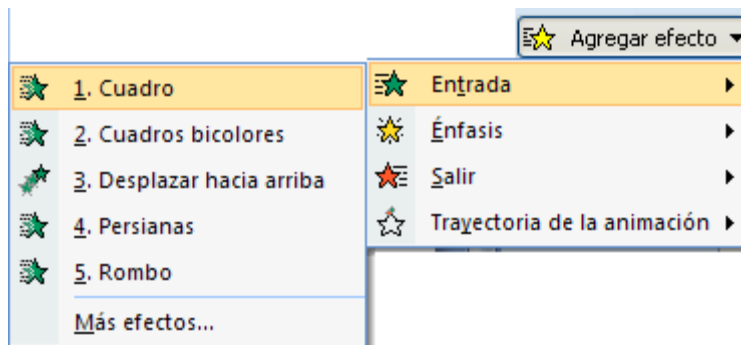 Agregar efecto
Entrada
Énfasis
Salir
Trayectoria de la animación
1. Cuadro
2. Cuadros bicolores
3. Desplazar hacia arriba
4. Persianas
5. Rombo
Más efectos...